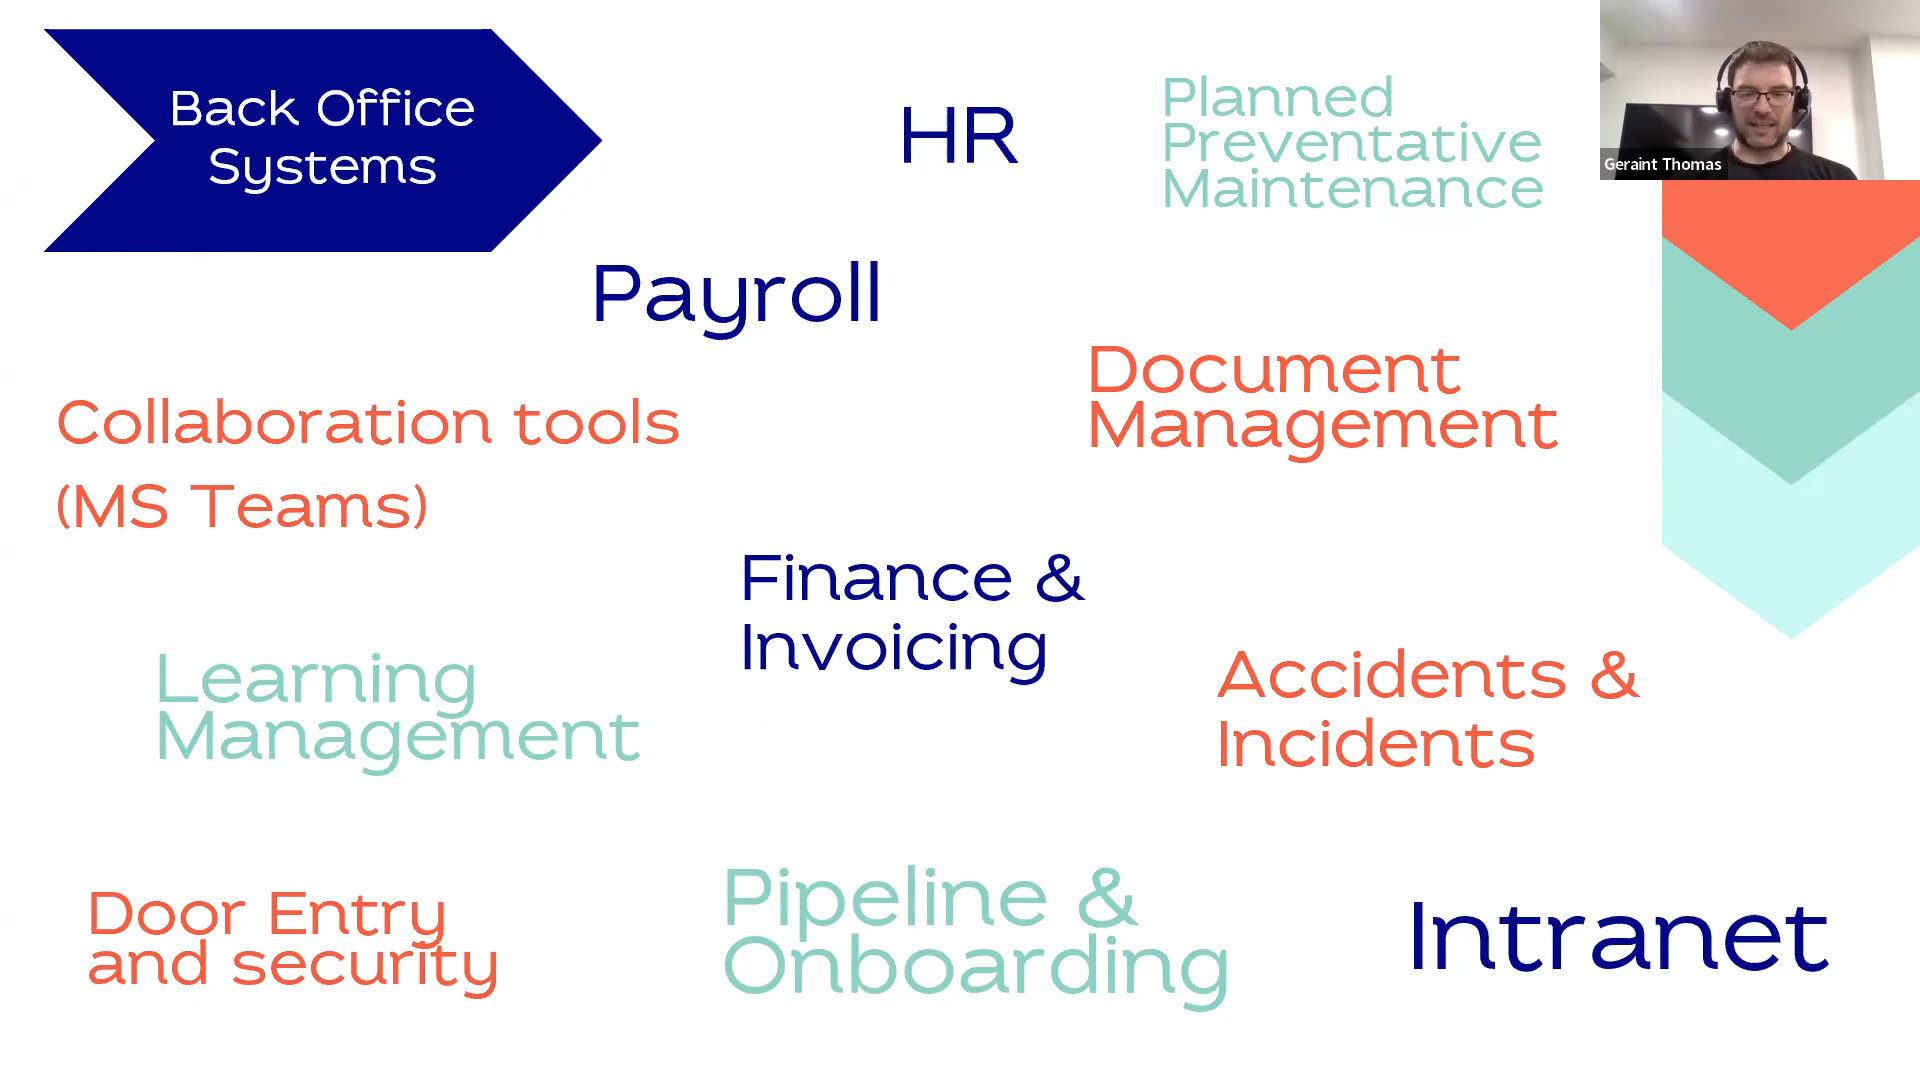 Back Office
Systems
HR
Planned
Preventative
Maintenance
Geraint Thomas
Payroll
Document
Management
Collaboration tools
(MS Teams)
Finance &
Invoicing
Learning
Management
Accidents &
Incidents
Door Entry
and security
Pipeline &
Onboarding
Intranet